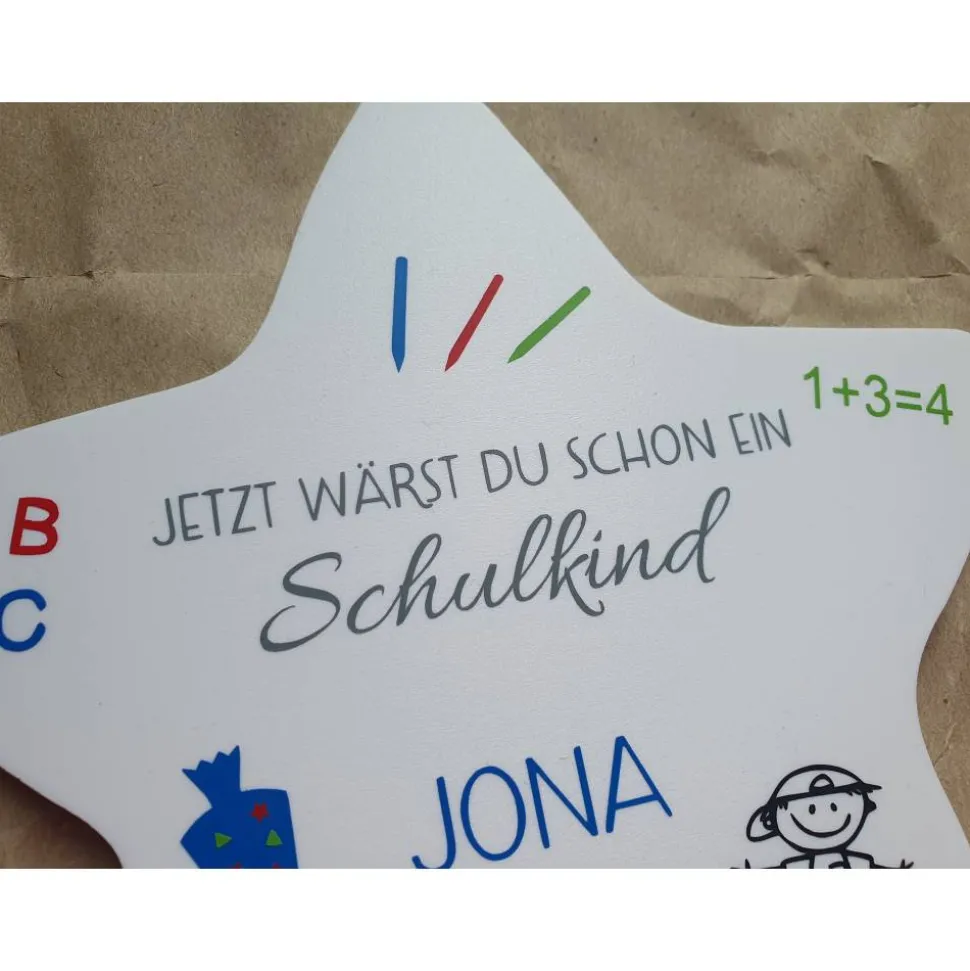 1+3=4
JETZT WÄRST DU SCHON EIN
Schulkind
B
C
JONA